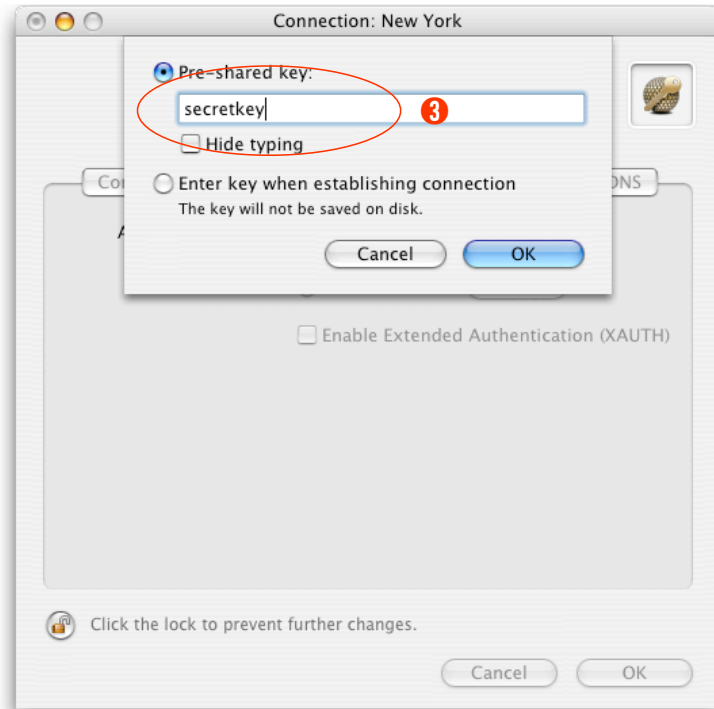 Connection: New York
Pre-shared key:
secretkey
3
Hide typing
Enter key when establishing connection
The key will not be saved on disk.
Cancel OK
Enable Extended Authentication (XAUTH)
Click the lock to prevent further changes.
Cancel OK